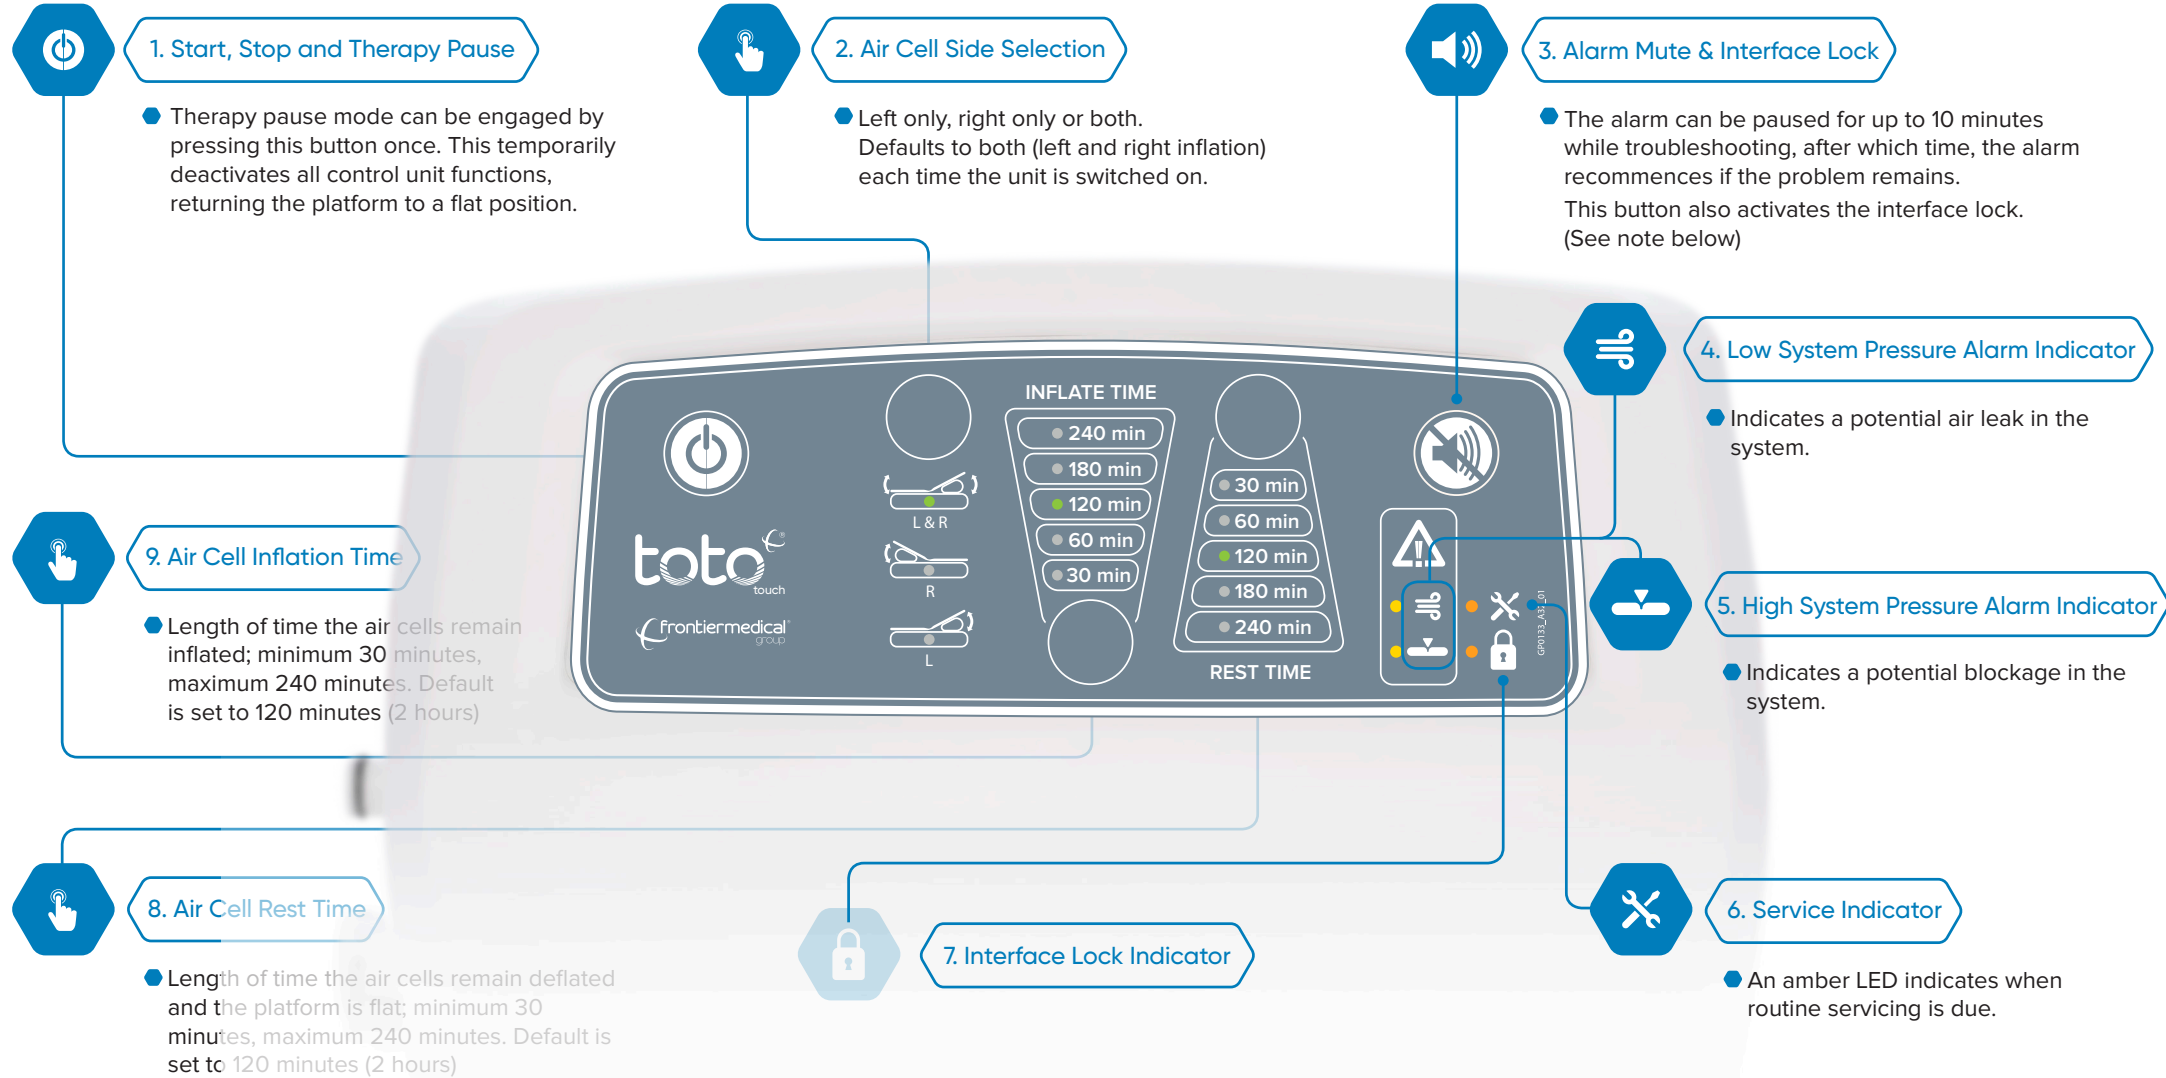 1. Start, Stop and Therapy Pause
Therapy pause mode can be engaged by
pressing this button once. This temporarily
deactivates all control unit functions,
returning the platform to a flat position.
2. Air Cell Side Selection
Left only, right only or both.
Defaults to both (left and right inflation)
each time the unit is switched on.
3. Alarm Mute & Interface Lock
The alarm can be paused for up to 10 minutes
while troubleshooting, after which time, the alarm
recommences if the problem remains.
This button also activates the interface lock.
(See note below)
4. Low System Pressure Alarm Indicator
Indicates a potential air leak in the
system.
5. High System Pressure Alarm Indicator
Indicates a potential blockage in the
system.
6. Service Indicator
An amber LED indicates when
routine servicing is due.
7. Interface Lock Indicator
8. Air Cell Rest Time
Length of time the air cells remain deflated
and the platform is flat; minimum 30
minutes, maximum 240 minutes. Default is
set to 120 minutes (2 hours)
9. Air Cell Inflation Time
Length of time the air cells remain
inflated; minimum 30 minutes,
maximum 240 minutes. Default
is set to 120 minutes (2 hours)
toto®
touch
frontiermedical
group
L & R
R
L
INFLATE TIME
240 min
180 min
120 min
60 min
30 min
30 min
60 min
120 min
180 min
240 min
REST TIME